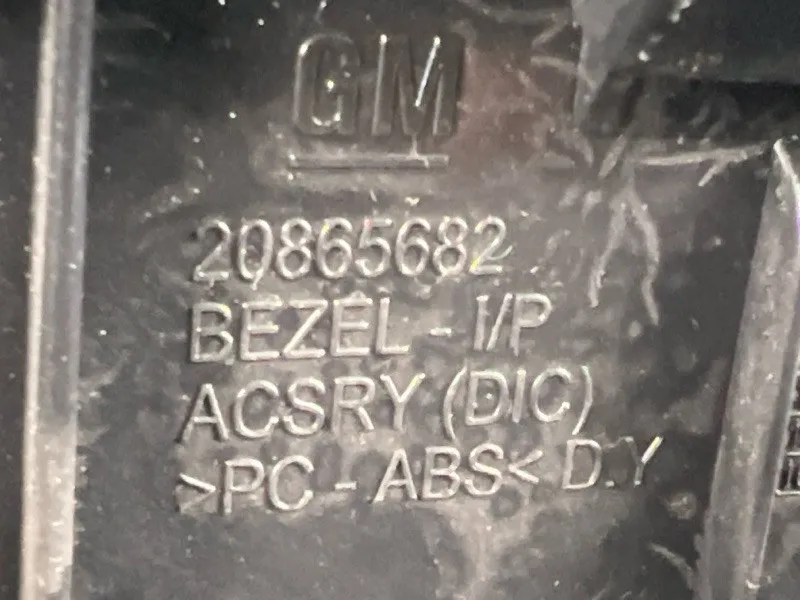 GM
20865682
BEZEL - I/P
ACSRY (DIC)
>PC - ABS< D.Y